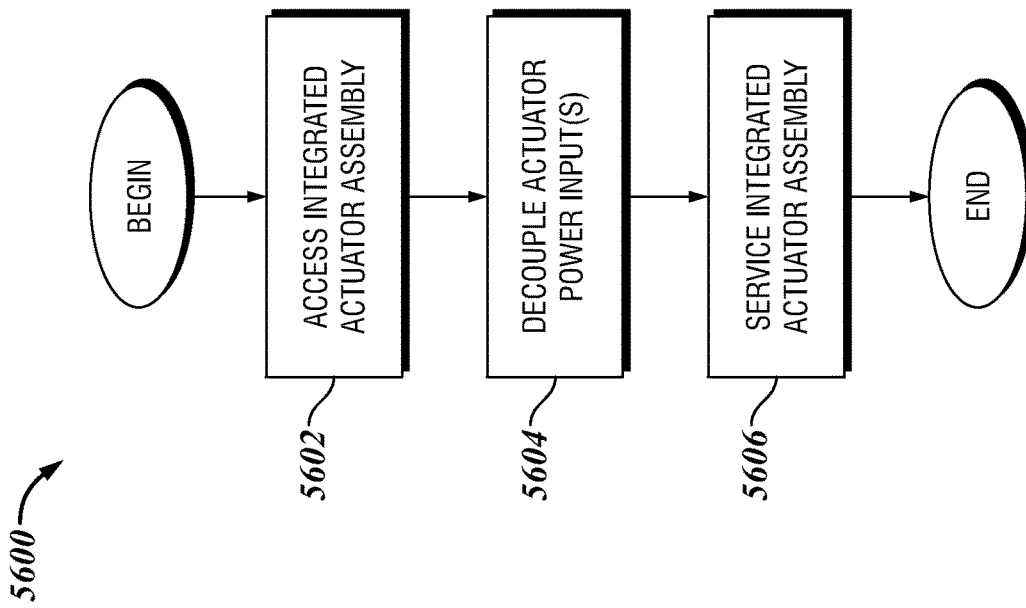 5600
BEGIN
5602
ACCESS INTEGRATED
ACTUATOR ASSEMBLY
5604
DECOUPLE ACTUATOR
POWER INPUT(S)
5606
SERVICE INTEGRATED
ACTUATOR ASSEMBLY
END